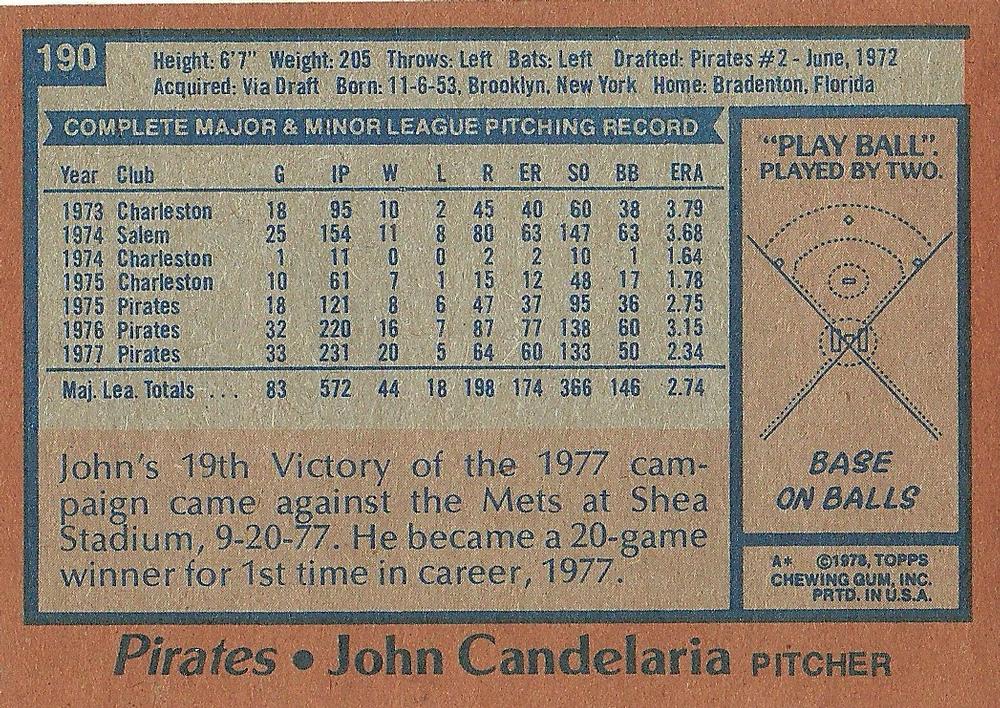 190
Height: 6'7" Weight: 205 Throws: Left Bats: Left Drafted: Pirates #2 - June, 1972
Acquired: Via Draft Born: 11-6-53, Brooklyn, New York Home: Bradenton, Florida
COMPLETE MAJOR & MINOR LEAGUE PITCHING RECORD
Year Club G IP W L R ER SO BB ERA
1973 Charleston 18 95 10 2 45 40 60 38 3.79
1974 Salem 25 154 11 8 80 63 147 63 3.68
1974 Charleston 1 11 0 0 2 2 10 1 1.64
1975 Charleston 10 61 7 1 15 12 48 17 1.78
1975 Pirates 18 121 8 6 47 37 95 36 2.75
1976 Pirates 32 220 16 7 87 77 138 60 3.15
1977 Pirates 33 231 20 5 64 60 133 50 2.34
Maj. Lea. Totals ... 83 572 44 18 198 174 366 146 2.74
John's 19th Victory of the 1977 cam-
paign came against the Mets at Shea
Stadium, 9-20-77. He became a 20-game
winner for 1st time in career, 1977.
"PLAY BALL".
PLAYED BY TWO.
BASE
ON BALLS
A* ©1978, TOPPS
CHEWING GUM, INC.
PRTD. IN U.S.A.
Pirates • John Candelaria PITCHER